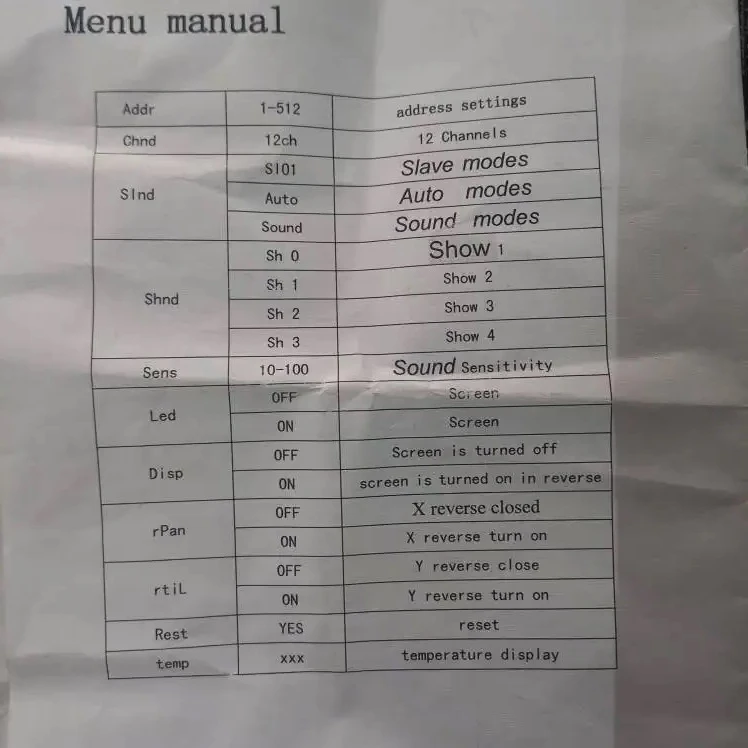 Menu manual
Addr 1-512 address settings
Chnd 12ch 12 Channels
Slnd Sl01 Slave modes
Auto Auto modes
Sound Sound modes
Shnd Sh 0 Show 1
Sh 1 Show 2
Sh 2 Show 3
Sh 3 Show 4
Sens 10-100 Sound Sensitivity
Led OFF Screen
ON Screen
Disp OFF Screen is turned off
ON screen is turned on in reverse
rPan OFF X reverse closed
ON X reverse turn on
rtiL OFF Y reverse close
ON Y reverse turn on
Rest YES reset
temp xxx temperature display